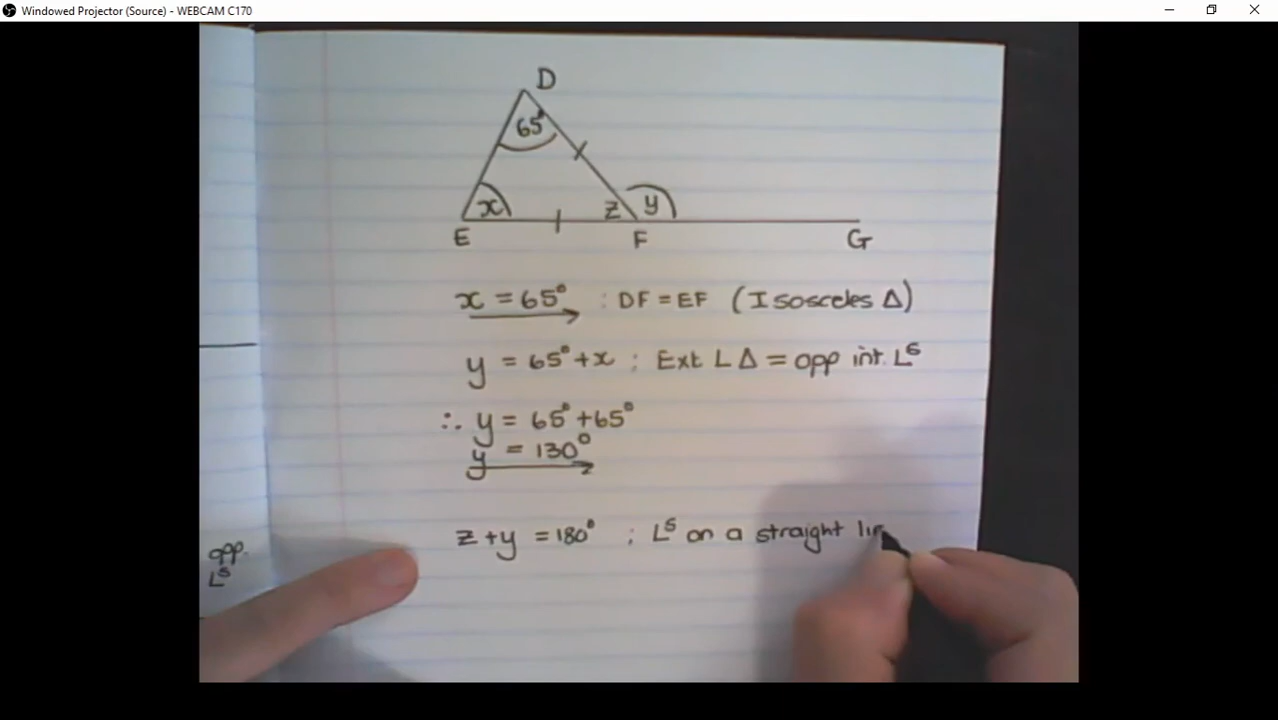 Windowed Projector (Source) - WEBCAM C170
D
65°
x
z
y
E
F
G
x = 65° : DF = EF (Isosceles Δ)
y = 65° + x ; Ext ∠ Δ = opp int. ∠ˢ
∴ y = 65° + 65°
y = 130°
z + y = 180° ; ∠ˢ on a straight lin
opp.
∠ˢ